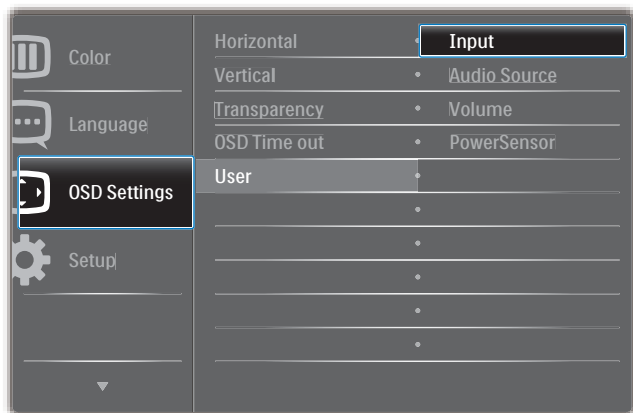 Color
Language
OSD Settings
Setup
Horizontal
Vertical
Transparency
OSD Time out
User
Input
Audio Source
Volume
PowerSensor